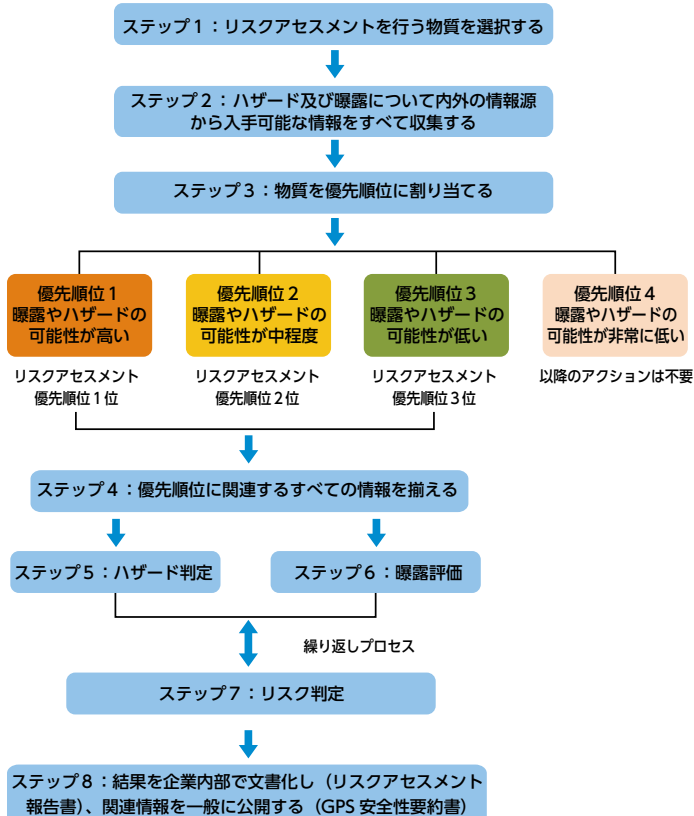 ステップ1：リスクアセスメントを行う物質を選択する
ステップ2：ハザード及び曝露について内外の情報源
から入手可能な情報をすべて収集する
ステップ3：物質を優先順位に割り当てる
優先順位1
曝露やハザードの
可能性が高い
優先順位2
曝露やハザードの
可能性が中程度
優先順位3
曝露やハザードの
可能性が低い
優先順位4
曝露やハザードの
可能性が非常に低い
リスクアセスメント
優先順位1位
リスクアセスメント
優先順位2位
リスクアセスメント
優先順位3位
以降のアクションは不要
ステップ4：優先順位に関連するすべての情報を揃える
ステップ5：ハザード判定
ステップ6：曝露評価
繰り返しプロセス
ステップ7：リスク判定
ステップ8：結果を企業内部で文書化し（リスクアセスメント
報告書）、関連情報を一般に公開する（GPS 安全性要約書）